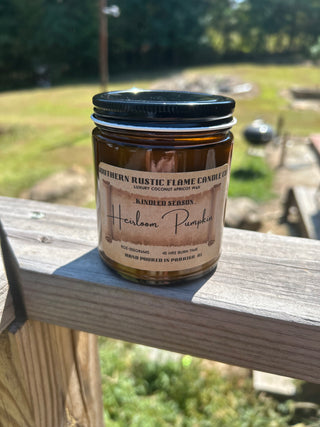 SOUTHERN RUSTIC FLAME CANDLE CO
LUXURY COCONUT APRICOT WAX
KINDLED SEASON
Heirloom Pumpkin
40 HRS BURN TIME
HAND POURED IN